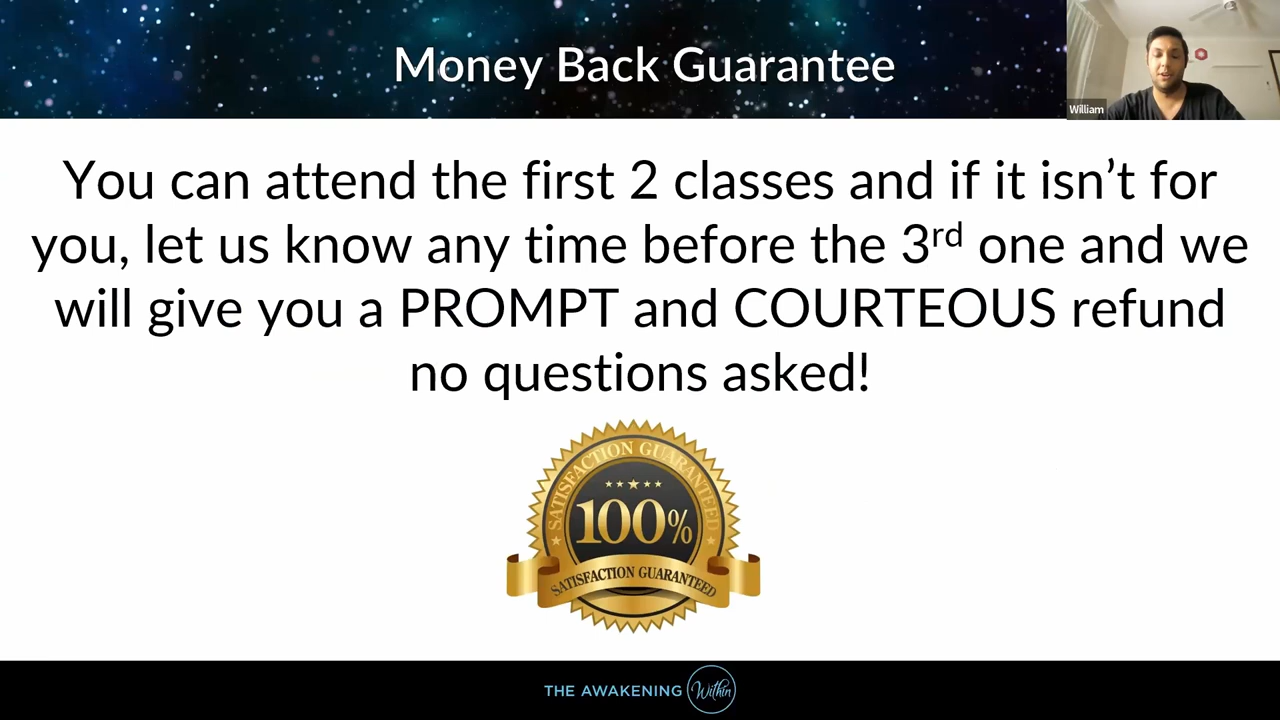 Money Back Guarantee
William
You can attend the first 2 classes and if it isn’t for
you, let us know any time before the 3rd one and we
will give you a PROMPT and COURTEOUS refund
no questions asked!
SATISFACTION GUARANTEED
100%
SATISFACTION GUARANTEED
THE AWAKENING Within